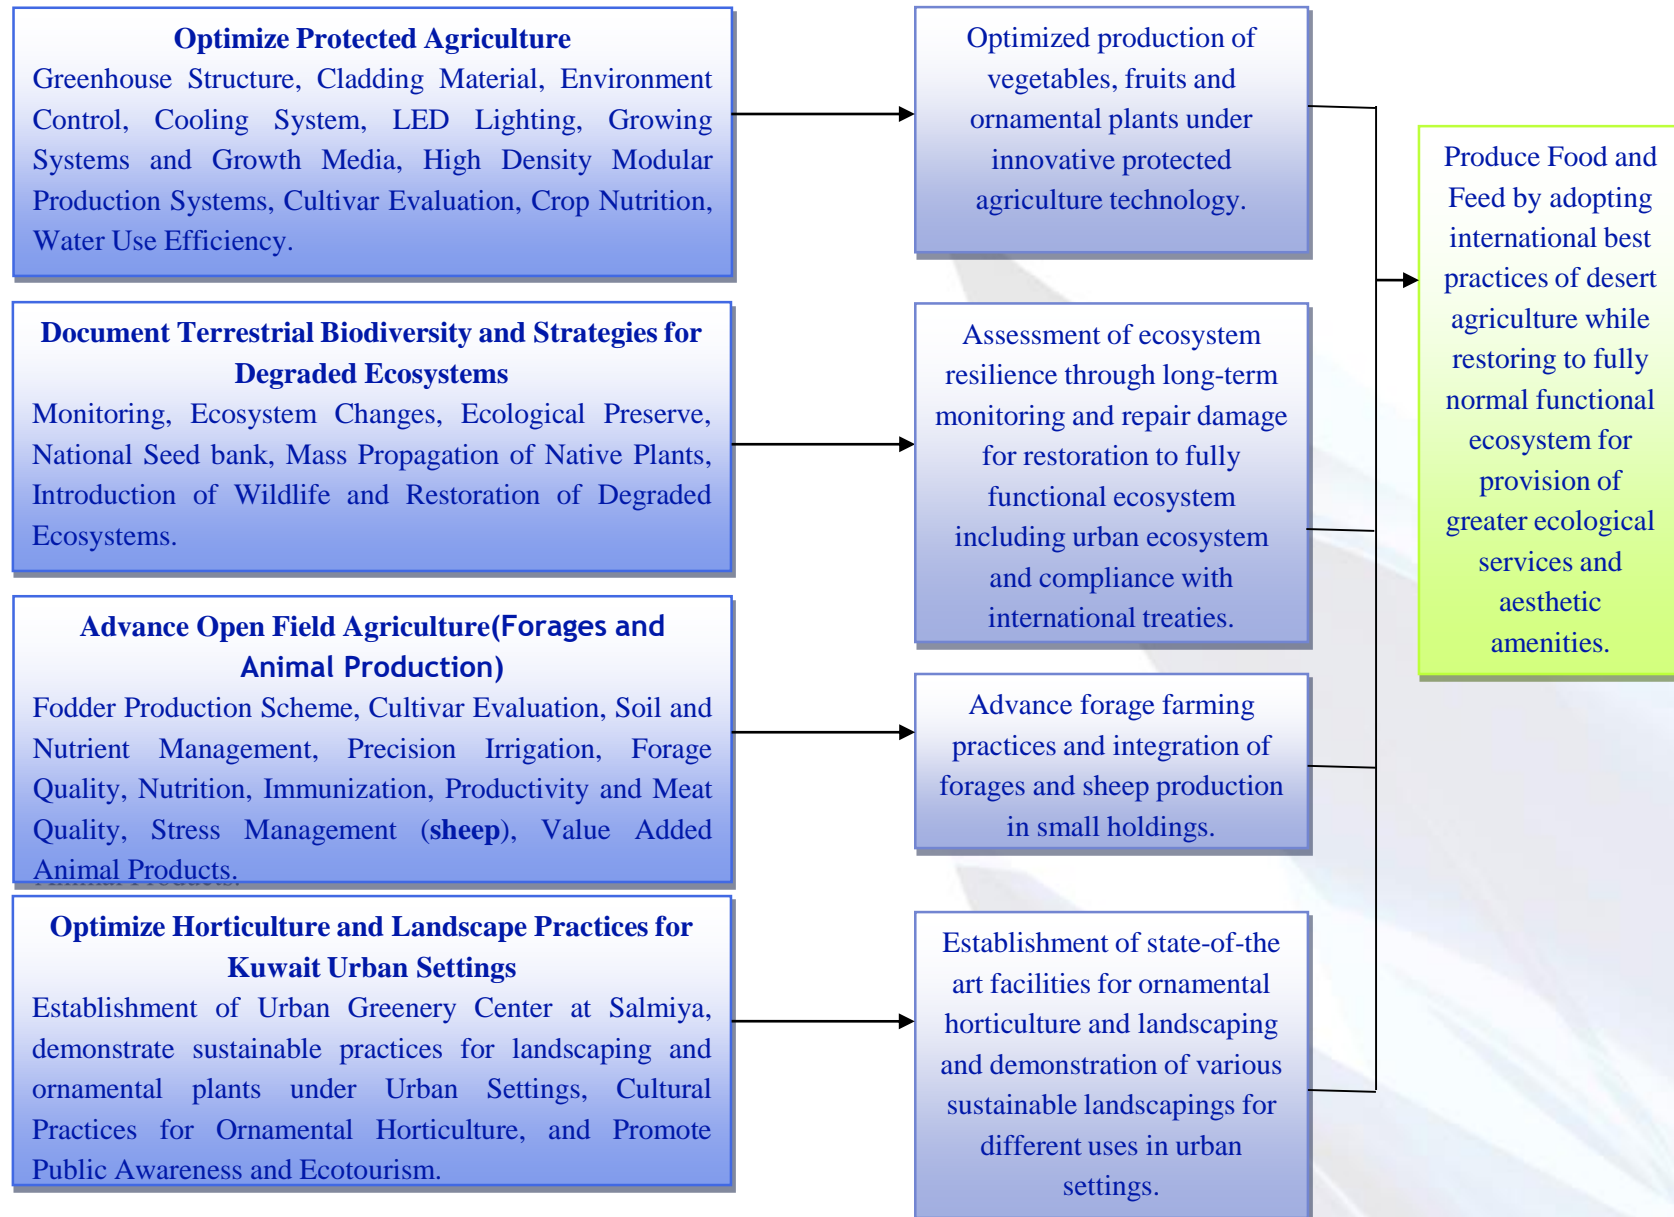 Optimize Protected Agriculture
Greenhouse Structure, Cladding Material, Environment
Control, Cooling System, LED Lighting, Growing
Systems and Growth Media, High Density Modular
Production Systems, Cultivar Evaluation, Crop Nutrition,
Water Use Efficiency.
Optimized production of
vegetables, fruits and
ornamental plants under
innovative protected
agriculture technology.
Document Terrestrial Biodiversity and Strategies for
Degraded Ecosystems
Monitoring, Ecosystem Changes, Ecological Preserve,
National Seed bank, Mass Propagation of Native Plants,
Introduction of Wildlife and Restoration of Degraded
Ecosystems.
Assessment of ecosystem
resilience through long-term
monitoring and repair damage
for restoration to fully
functional ecosystem
including urban ecosystem
and compliance with
international treaties.
Advance Open Field Agriculture(Forages and
Animal Production)
Fodder Production Scheme, Cultivar Evaluation, Soil and
Nutrient Management, Precision Irrigation, Forage
Quality, Nutrition, Immunization, Productivity and Meat
Quality, Stress Management (sheep), Value Added
Animal Products.
Advance forage farming
practices and integration of
forages and sheep production
in small holdings.
Optimize Horticulture and Landscape Practices for
Kuwait Urban Settings
Establishment of Urban Greenery Center at Salmiya,
demonstrate sustainable practices for landscaping and
ornamental plants under Urban Settings, Cultural
Practices for Ornamental Horticulture, and Promote
Public Awareness and Ecotourism.
Establishment of state-of-the
art facilities for ornamental
horticulture and landscaping
and demonstration of various
sustainable landscapings for
different uses in urban
settings.
Produce Food and
Feed by adopting
international best
practices of desert
agriculture while
restoring to fully
normal functional
ecosystem for
provision of
greater ecological
services and
aesthetic
amenities.